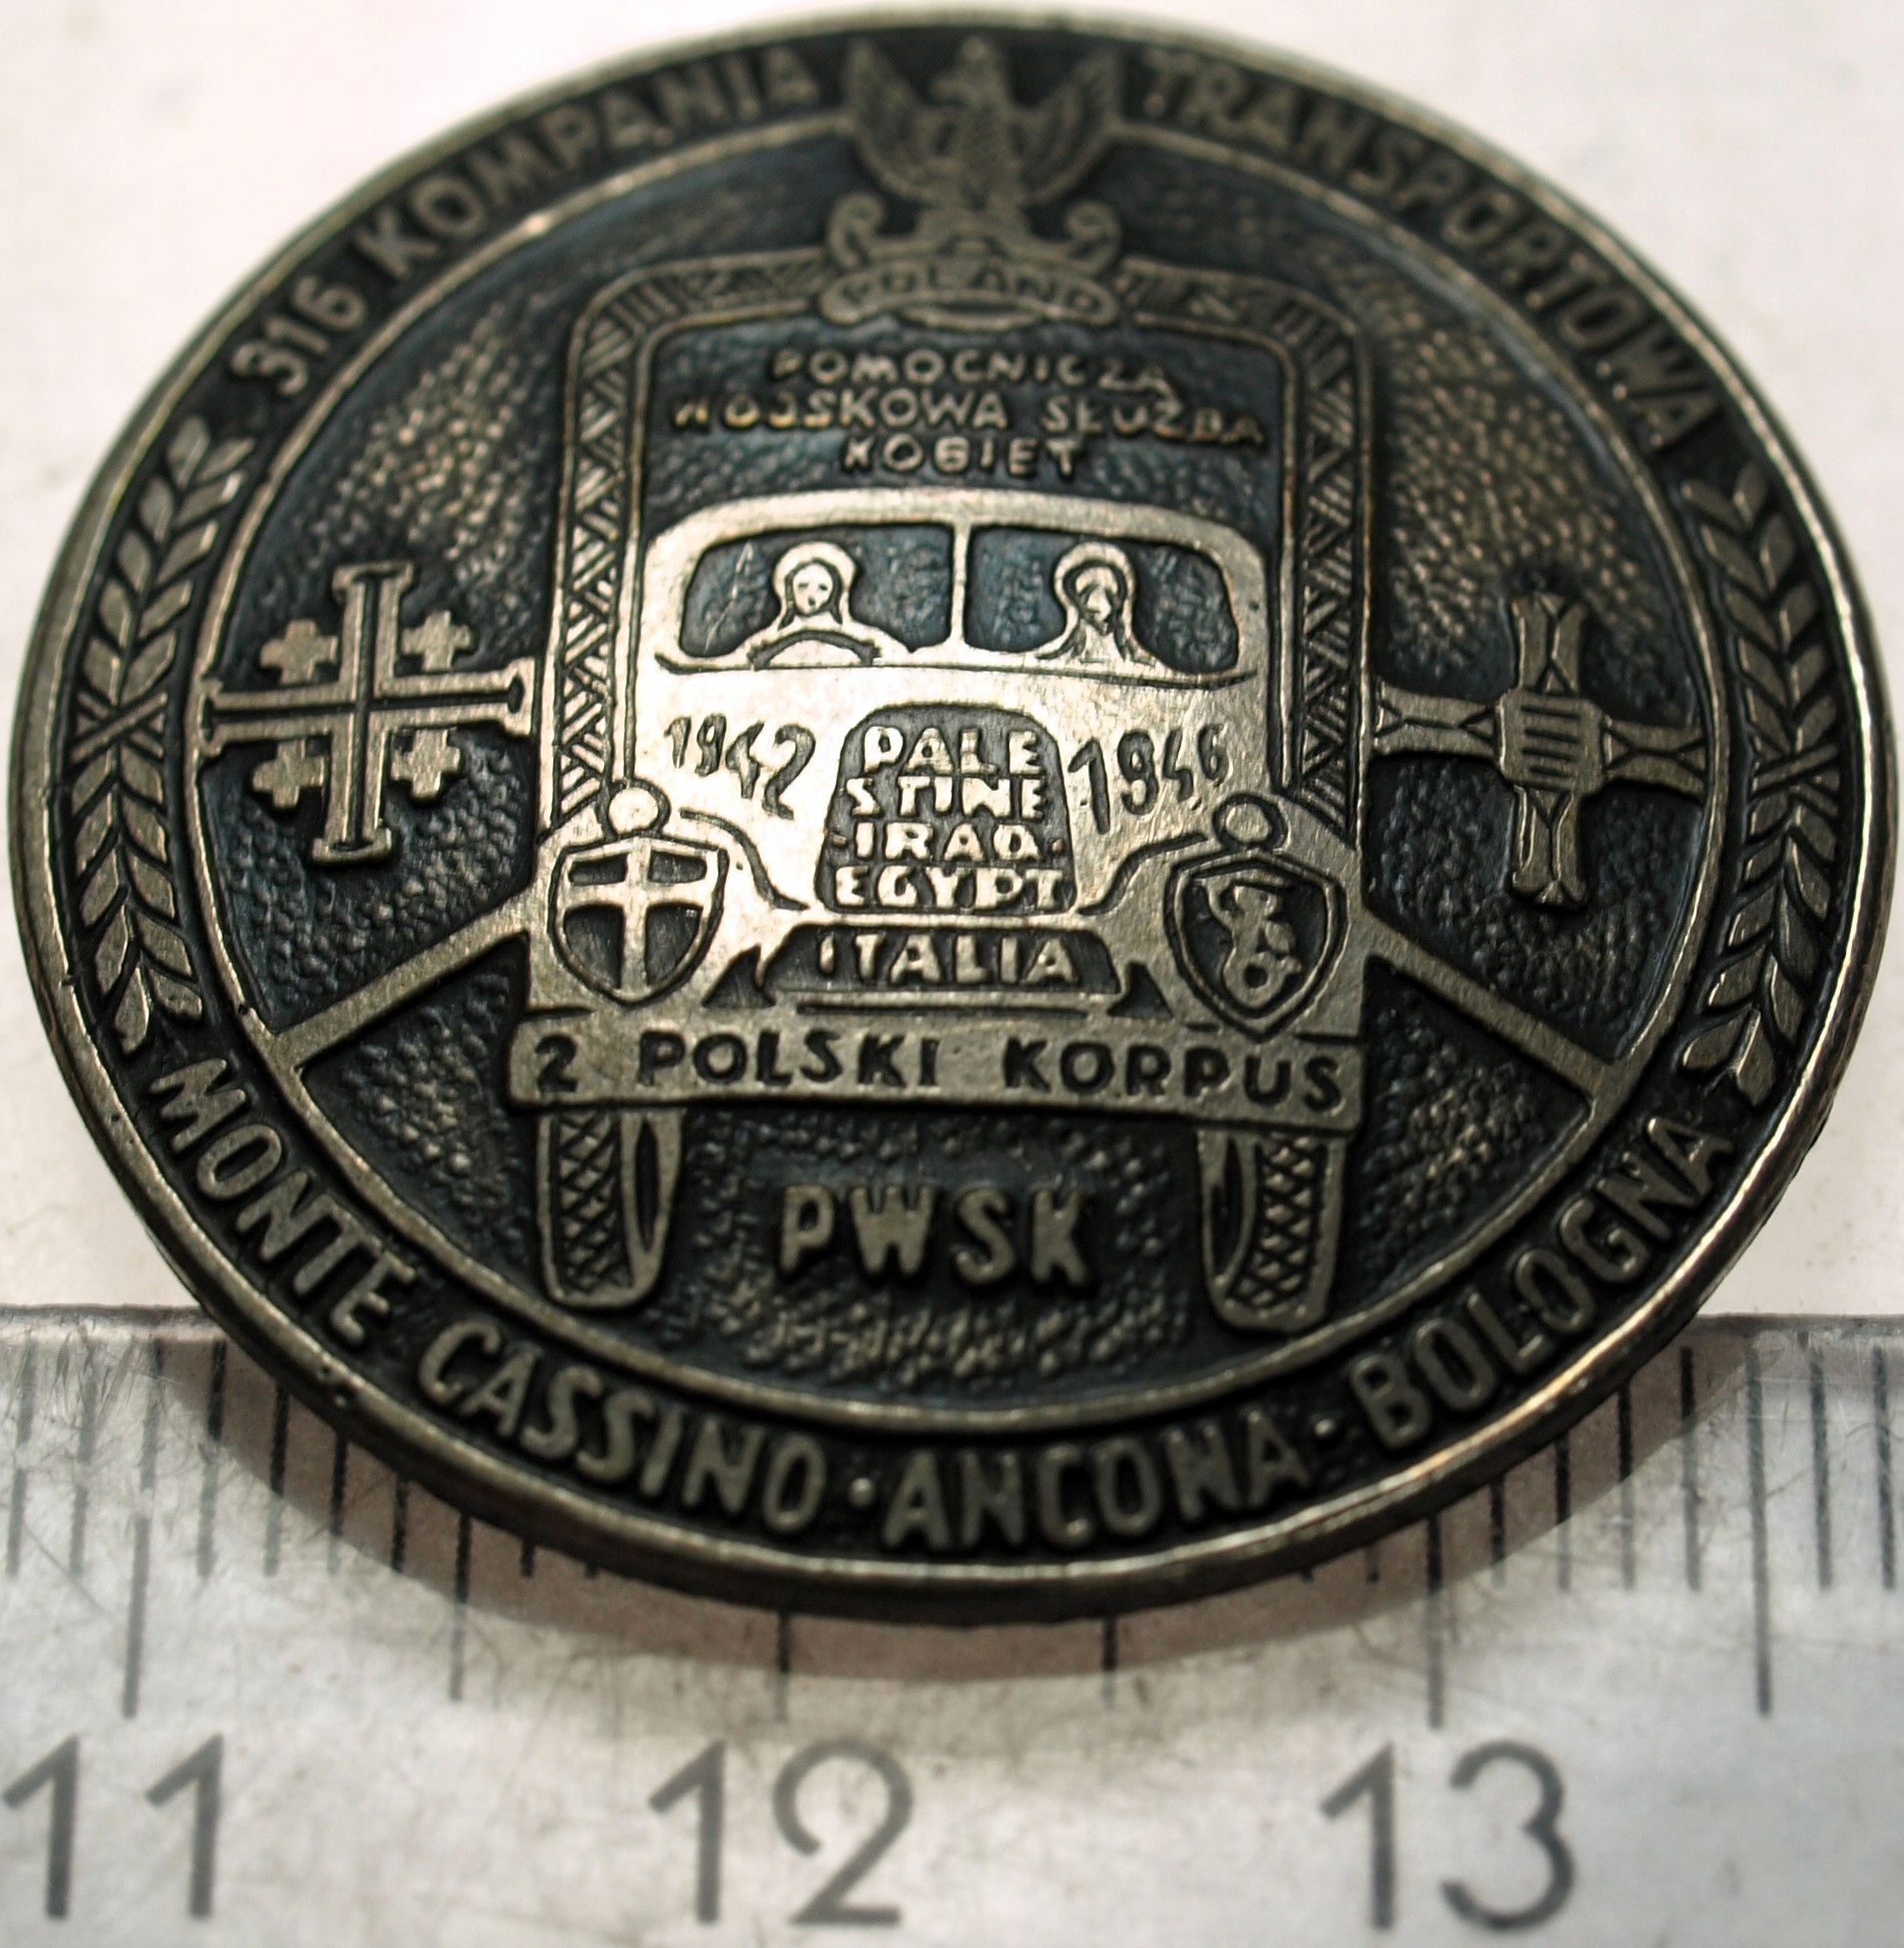 316 KOMPANIA TRANSPORTOWA
POLAND
POMOCNICZA
WOJSKOWA SŁUŻBA
KOBIET
1942
1946
PALE
STINE
·IRAQ·
EGYPT
ITALIA
2 POLSKI KORPUS
PWSK
MONTE CASSINO · ANCONA · BOLOGNA
11 12 13